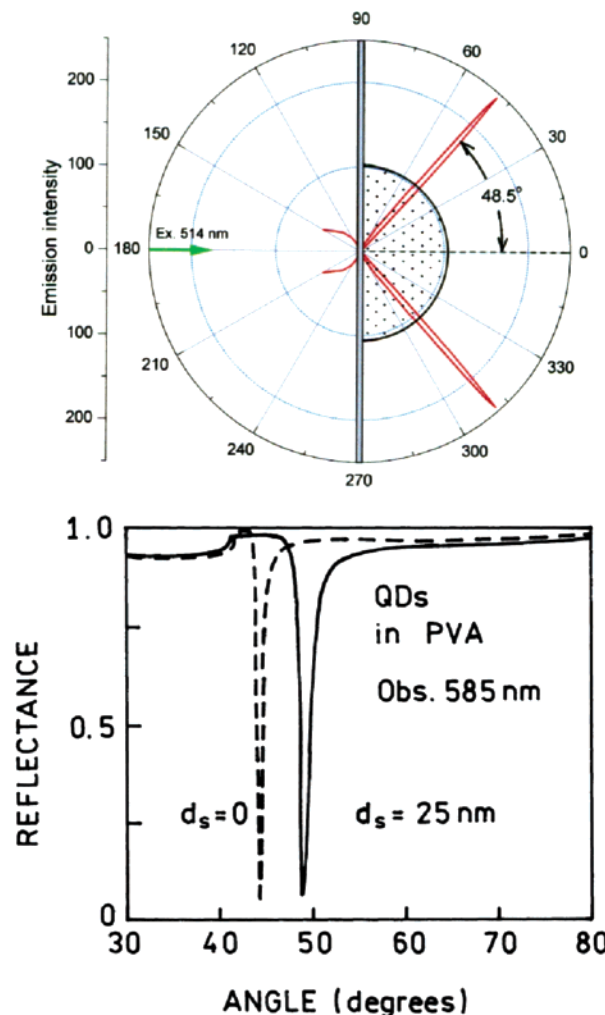 90
120
60
150
30
180
0
210
330
240
300
270
200
100
0
100
200
Emission intensity
Ex. 514 nm
48.5°
1.0
0.5
0
REFLECTANCE
QDs
in PVA
Obs. 585 nm
d_s=0
d_s= 25 nm
30 40 50 60 70 80
ANGLE (degrees)